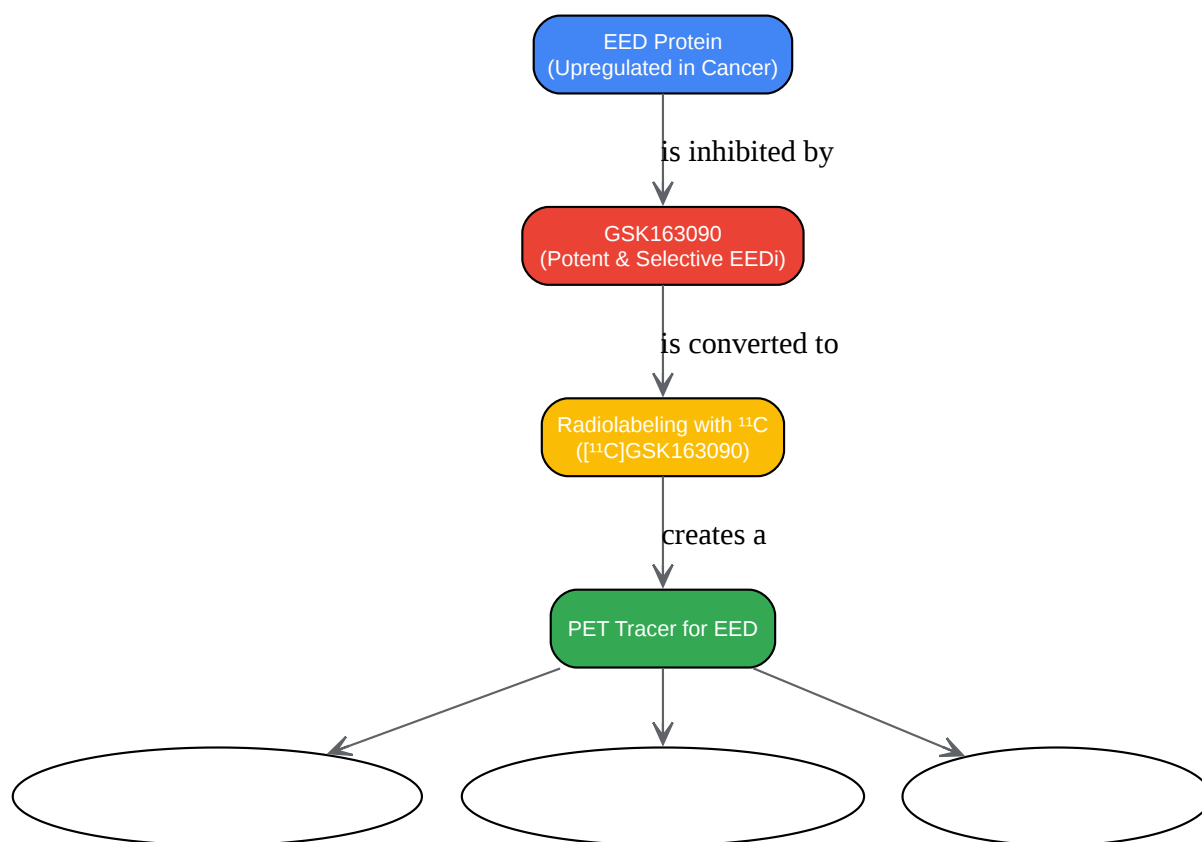 EED Protein
(Upregulated in Cancer)
is inhibited by
GSK163090
(Potent & Selective EEDi)
is converted to
Radiolabeling with ¹¹C
([¹¹C]GSK163090)
creates a
PET Tracer for EED